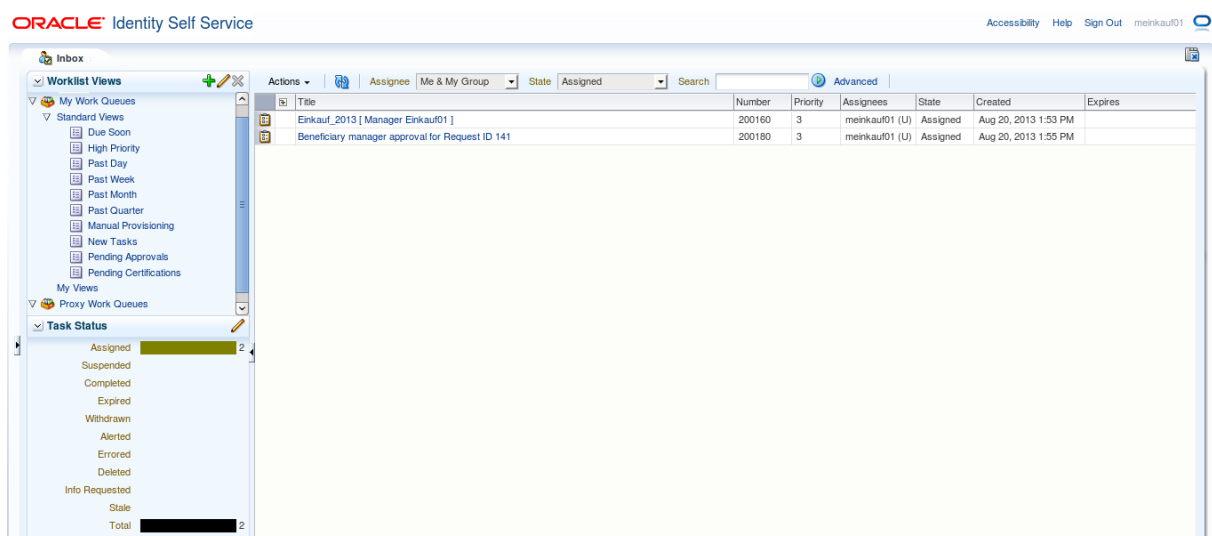 ORACLE Identity Self Service
Accessibility Help Sign Out meinkauf01
Inbox
Worklist Views
My Work Queues
Standard Views
Due Soon
High Priority
Past Day
Past Week
Past Month
Past Quarter
Manual Provisioning
New Tasks
Pending Approvals
Pending Certifications
My Views
Proxy Work Queues
Task Status
Assigned 2
Suspended
Completed
Expired
Withdrawn
Alerted
Errored
Deleted
Info Requested
Stale
Total 2
Actions Assignee Me & My Group State Assigned Search Advanced
Title Number Priority Assignees State Created Expires
Einkauf_2013 [ Manager Einkauf01 ] 200160 3 meinkauf01 (U) Assigned Aug 20, 2013 1:53 PM
Beneficiary manager approval for Request ID 141 200180 3 meinkauf01 (U) Assigned Aug 20, 2013 1:55 PM